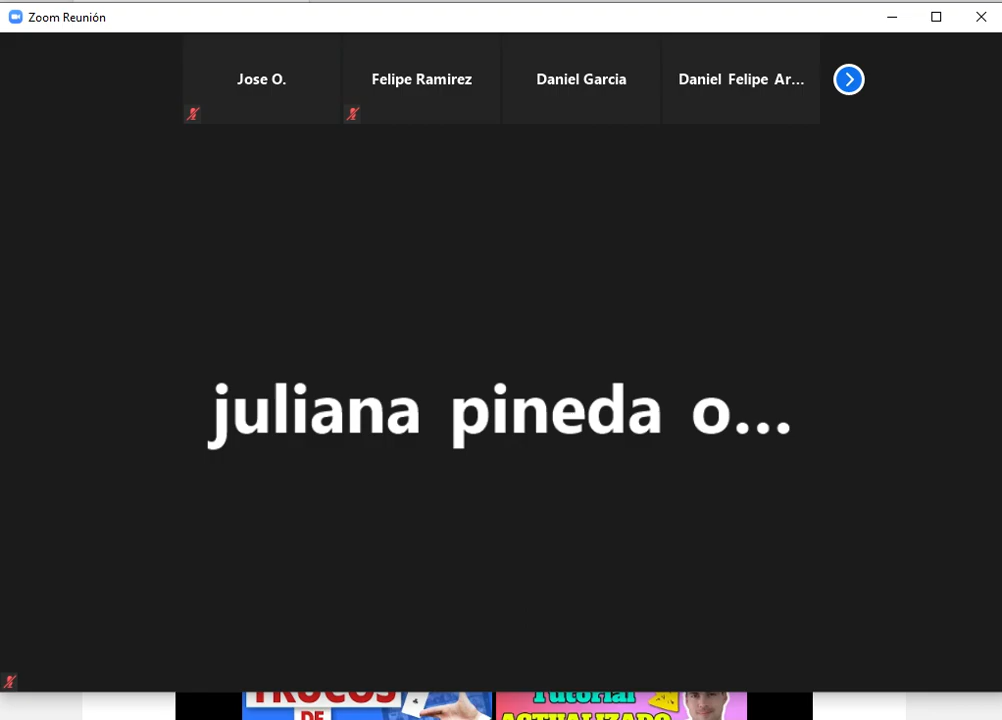 Zoom Reunión
Jose O.
Felipe Ramirez
Daniel Garcia
Daniel Felipe Ar...
juliana pineda o...
TRUCOS
DE
Tutorial
ACTUALIZADO